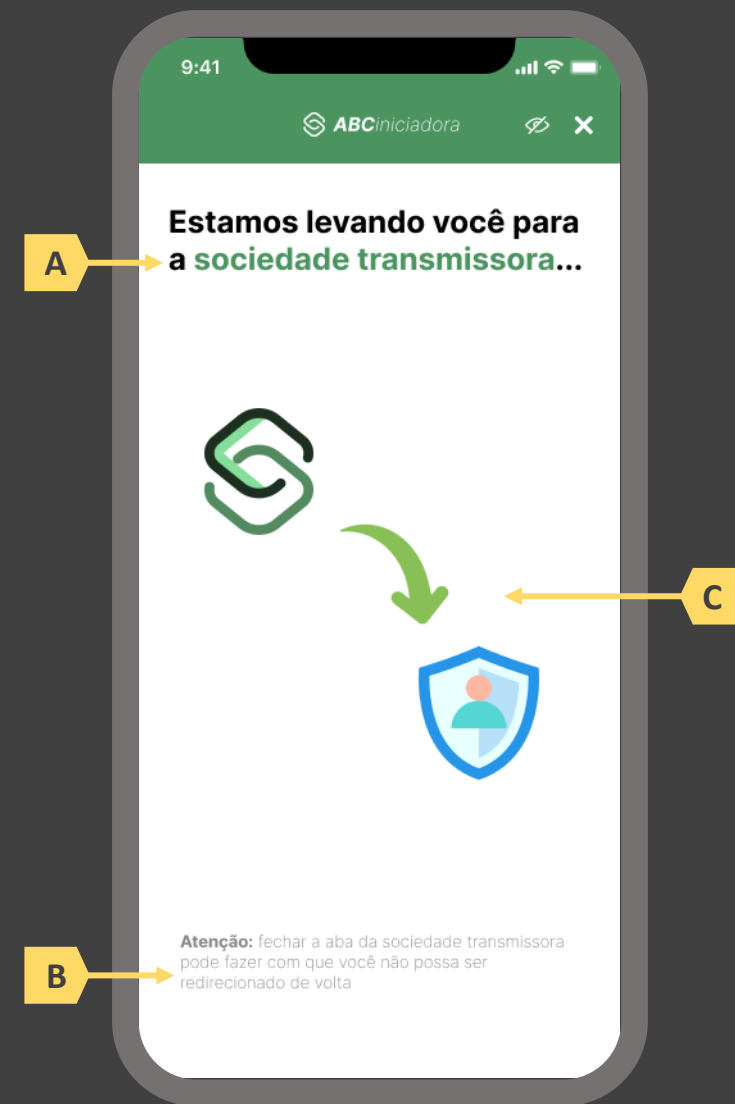 9:41
ABCiniciadora
Estamos levando você para
A
a sociedade transmissora...
C
Atenção: fechar a aba da sociedade transmissora
pode fazer com que você não possa ser
B
redirecionado de volta